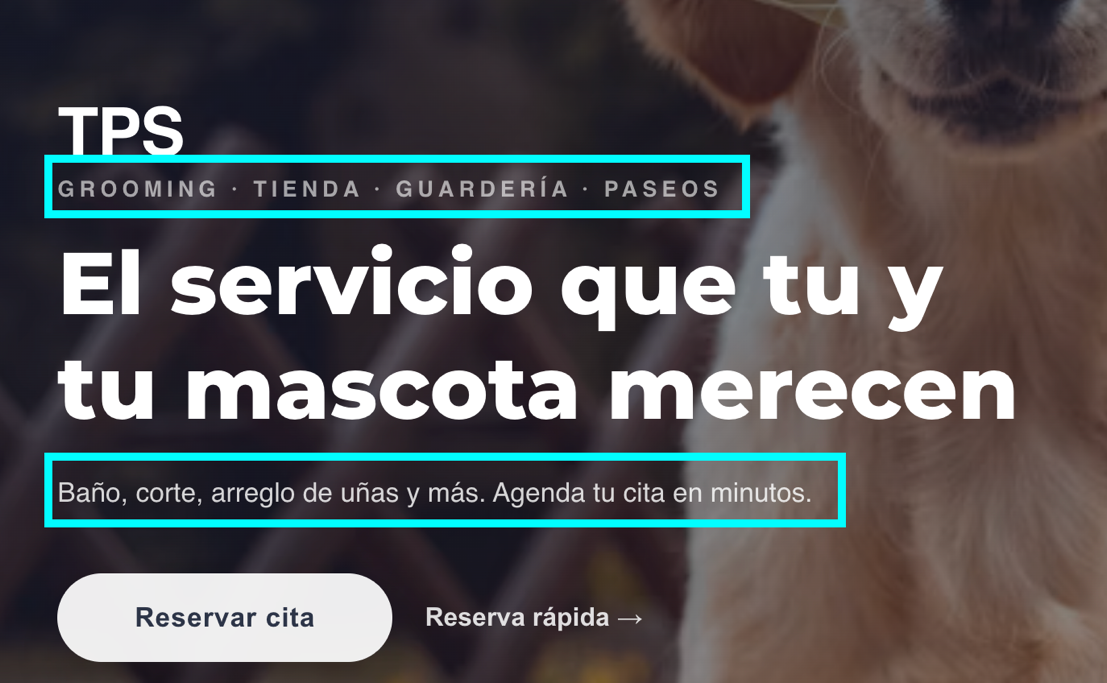 TPS
GROOMING · TIENDA · GUARDERÍA · PASEOS
El servicio que tu y
tu mascota merecen
Baño, corte, arreglo de uñas y más. Agenda tu cita en minutos.
Reservar cita
Reserva rápida →